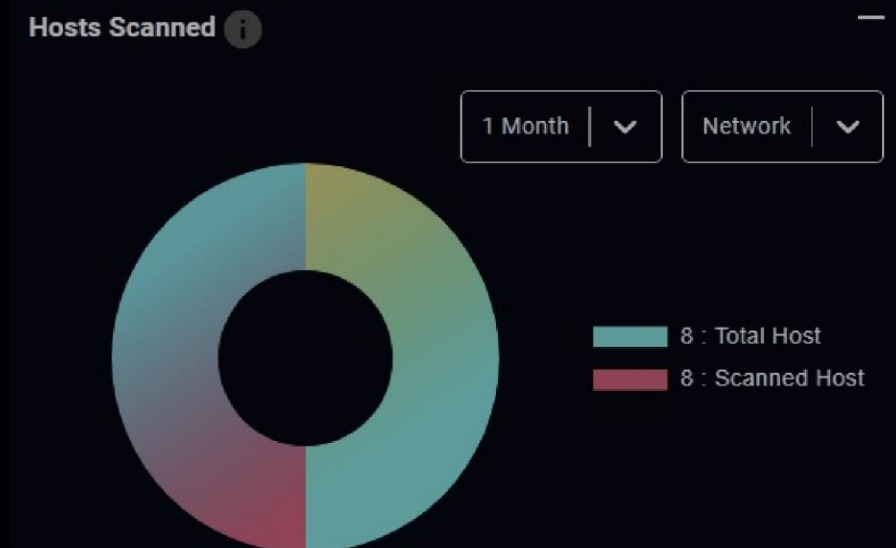 Hosts Scanned i
1 Month
Network
8 : Total Host
8 : Scanned Host